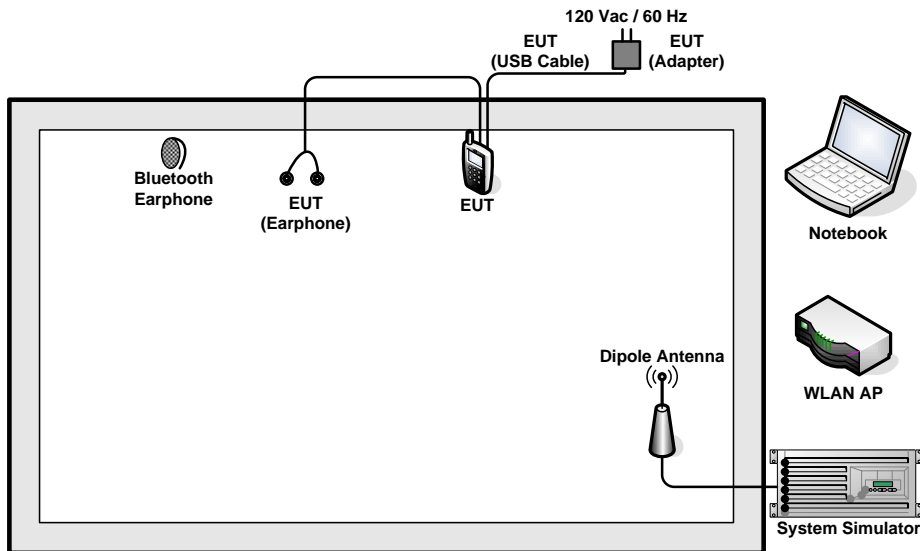 120 Vac / 60 Hz
EUT
(USB Cable)
EUT
(Adapter)
Bluetooth
Earphone
EUT
(Earphone)
EUT
Notebook
Dipole Antenna
WLAN AP
System Simulator